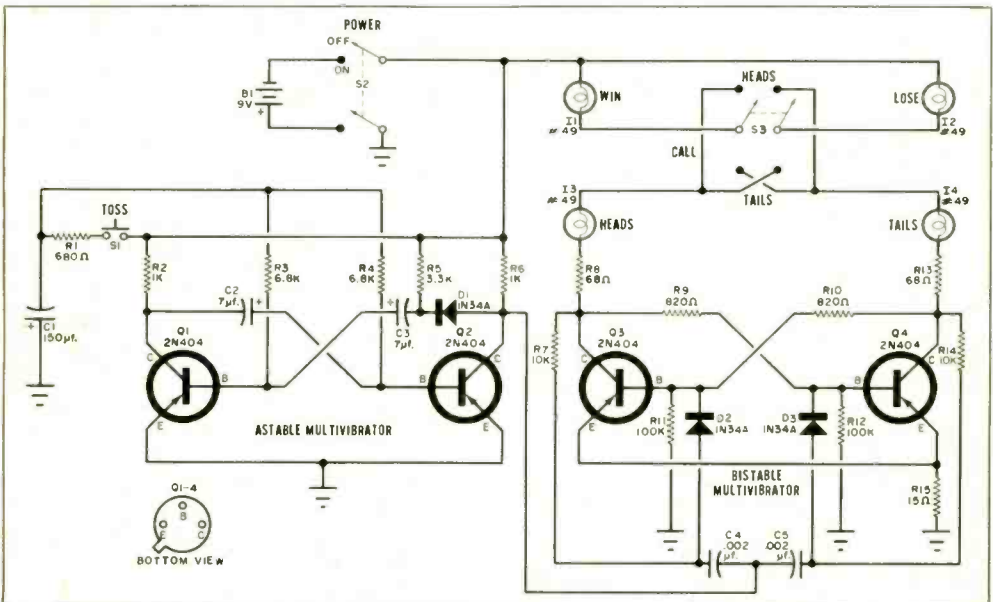 POWER
OFF
ON
S2
B1
9V
+
HEADS
WIN
LOSE
I1
#49
S3
I2
#49
CALL
TAILS
I3
#49
HEADS
I4
#49
TAILS
TOSS
S1
R1
680Ω
R2
1K
R3
6.8K
R4
6.8K
R5
3.3K
R6
1K
C1
150µf.
+
C2
7µf.
+
+
C3
7µf.
D1
IN34A
Q1
2N404
C
B
E
Q2
2N404
C
B
E
ASTABLE MULTIVIBRATOR
R8
68Ω
R13
68Ω
R9
820Ω
R10
820Ω
R7
10K
Q3
2N404
C
B
E
Q4
2N404
C
B
E
R14
10K
R11
100K
D2
IN34A
D3
IN34A
R12
100K
BISTABLE
MULTIVIBRATOR
R15
15Ω
C4
.002
µf.
C5
.002
µf.
Q1-4
B
E
C
BOTTOM VIEW